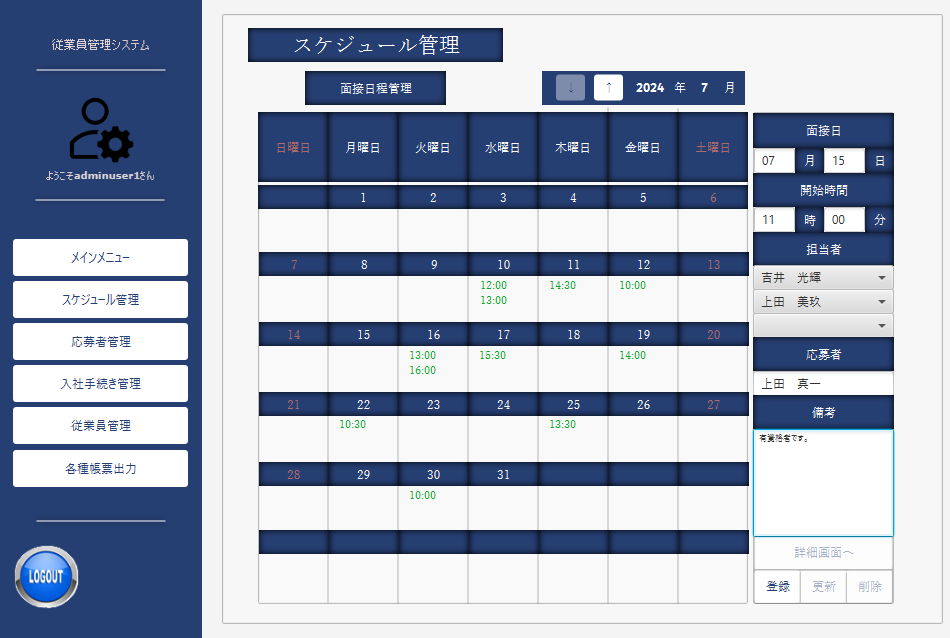 従業員管理システム
ようこそadminuser1さん
メインメニュー
スケジュール管理
応募者管理
入社手続き管理
従業員管理
各種帳票出力
LOGOUT
スケジュール管理
面接日程管理
↓ ↑ 2024 年 7 月
日曜日 月曜日 火曜日 水曜日 木曜日 金曜日 土曜日
1 2 3 4 5 6
7 8 9 10 11 12 13
12:00 14:30 10:00
13:00
14 15 16 17 18 19 20
13:00 15:30 14:00
16:00
21 22 23 24 25 26 27
10:30 13:30
28 29 30 31
10:00
面接日
07 月 15 日
開始時間
11 時 00 分
担当者
吉井 光輝
上田 美玖
応募者
上田 真一
備考
有資格者です。
詳細画面へ
登録 更新 削除